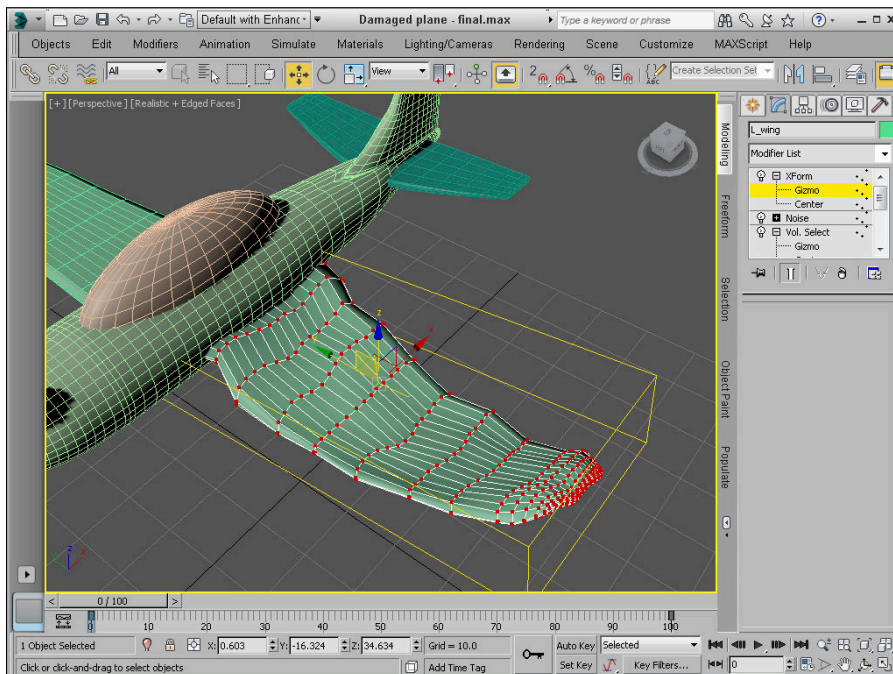 Default with Enhanc
Damaged plane - final.max
Type a keyword or phrase
Objects Edit Modifiers Animation Simulate Materials Lighting/Cameras Rendering Scene Customize MAXScript Help
All
View
2
%
ABC
Create Selection Set
[+] [Perspective] [Realistic + Edged Faces]
Modeling
Freeform
Selection
Object Paint
Populate
L_wing
Modifier List
XForm
Gizmo
Center
Noise
Vol. Select
Gizmo
z
x
z
0 / 100
0 10 20 30 40 50 60 70 80 90 100
1 Object Selected
X: 0.603 Y: -16.324 Z: 34.634
Grid = 10.0
Auto Key
Selected
Click or click-and-drag to select objects
Add Time Tag
Set Key
Key Filters...
0